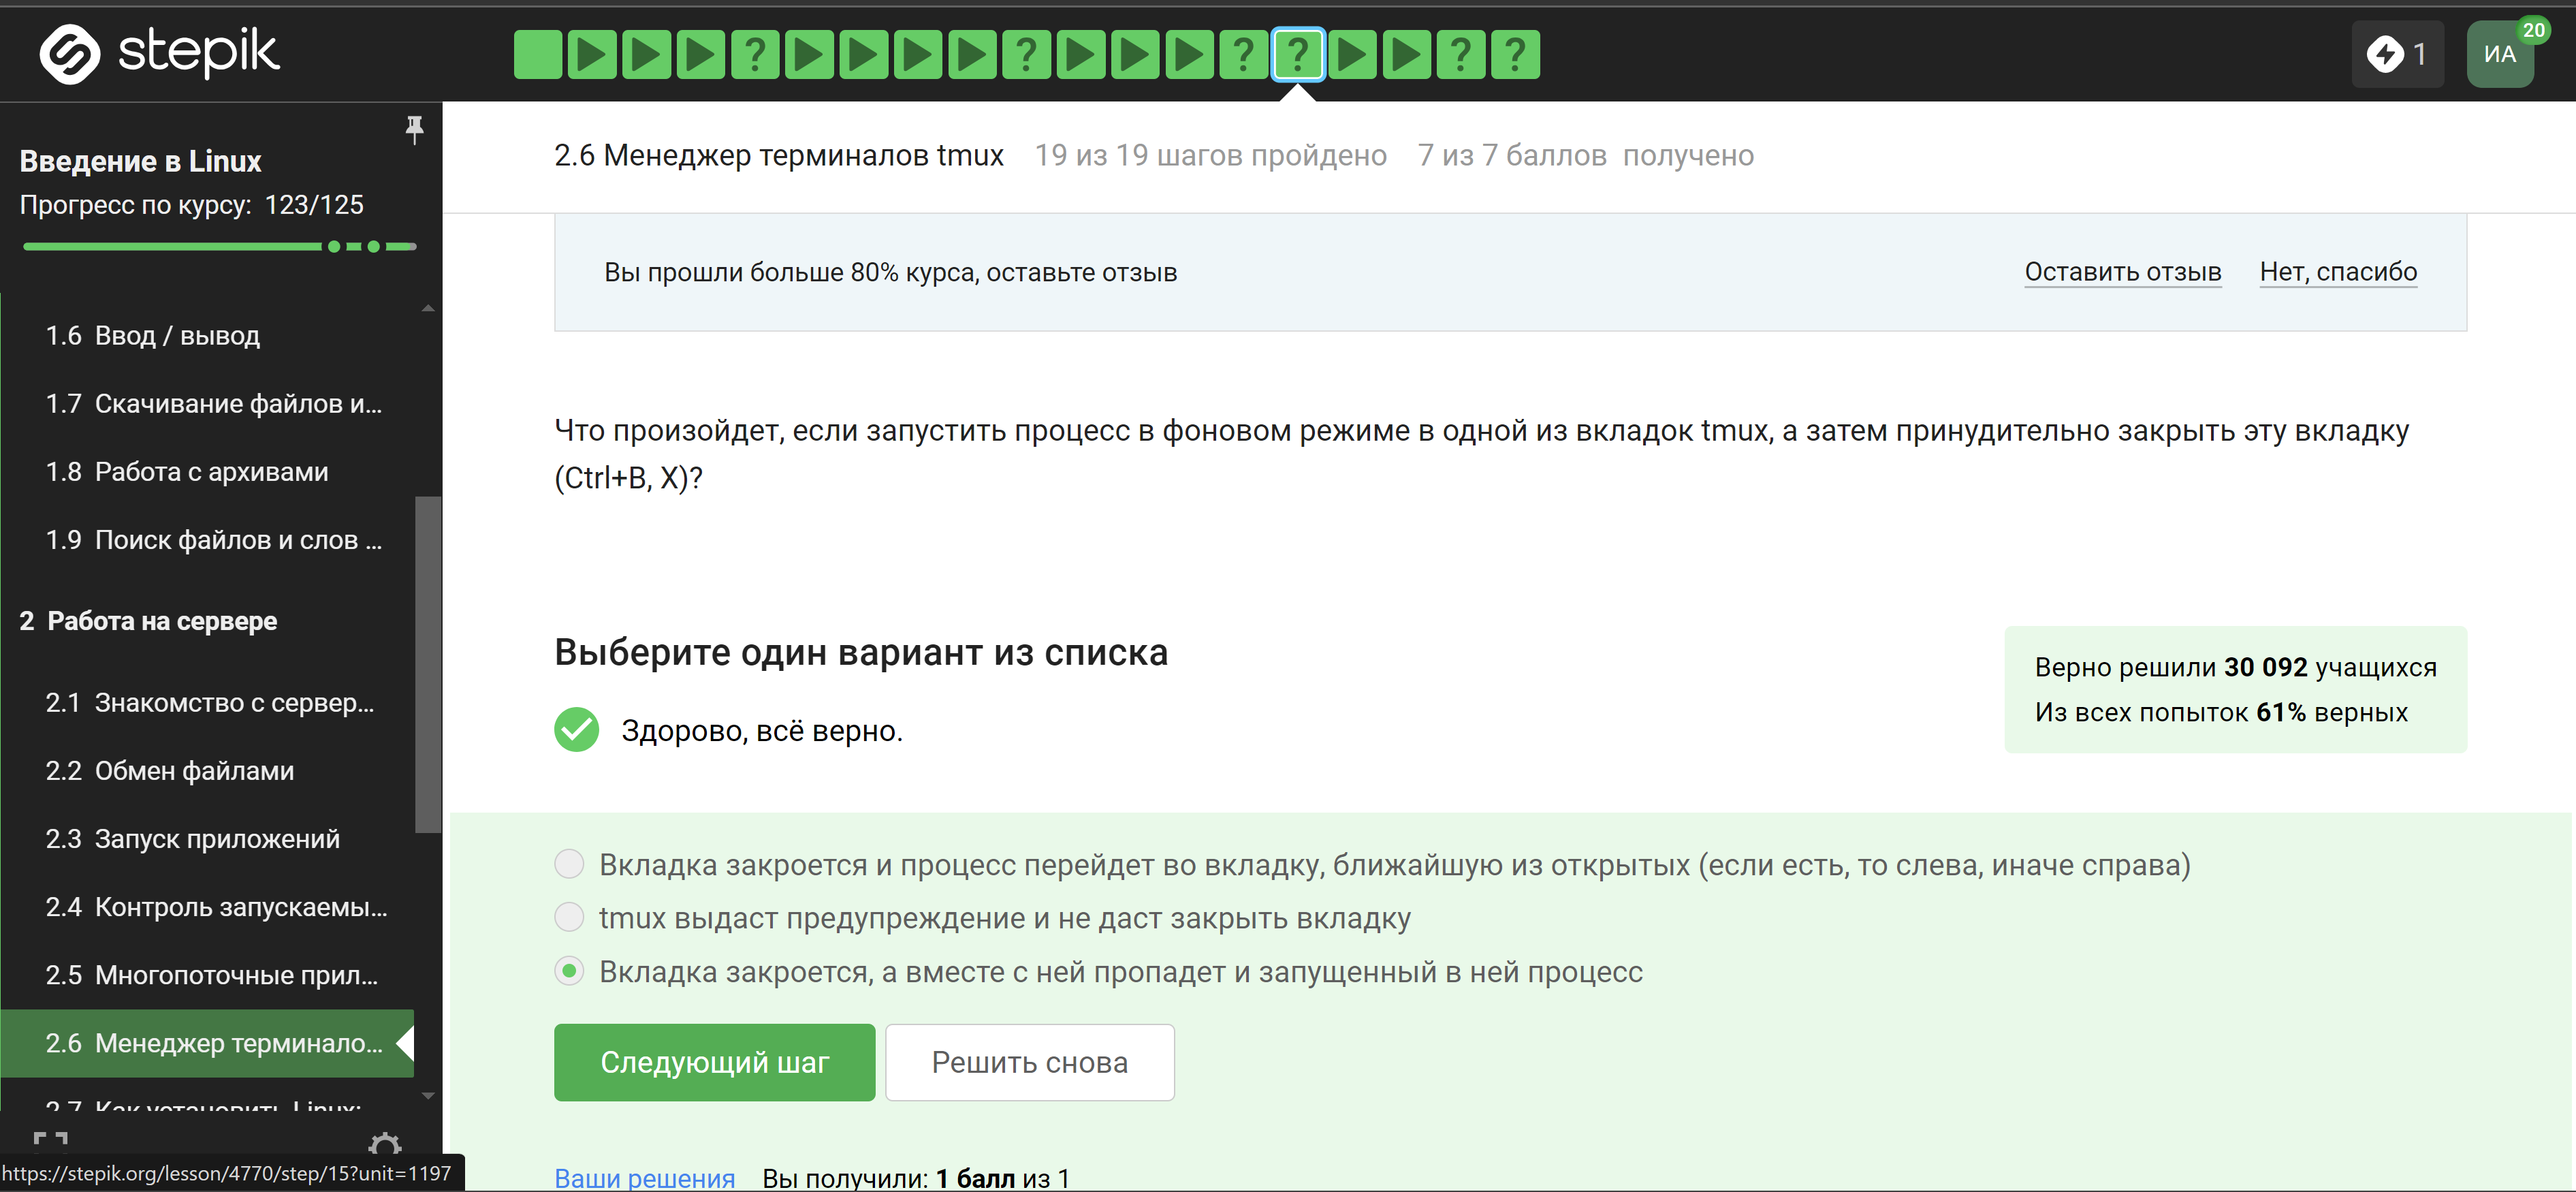 stepik
? ? ? ? ? ?
1
ИА
20
Введение в Linux
Прогресс по курсу: 123/125
1.6 Ввод / вывод
1.7 Скачивание файлов и...
1.8 Работа с архивами
1.9 Поиск файлов и слов ...
2 Работа на сервере
2.1 Знакомство с сервер...
2.2 Обмен файлами
2.3 Запуск приложений
2.4 Контроль запускаемы...
2.5 Многопоточные прил...
2.6 Менеджер терминало...
2.7 Как установить Linux:
https://stepik.org/lesson/4770/step/15?unit=1197
2.6 Менеджер терминалов tmux 19 из 19 шагов пройдено 7 из 7 баллов получено
Вы прошли больше 80% курса, оставьте отзыв
Оставить отзыв Нет, спасибо
Что произойдет, если запустить процесс в фоновом режиме в одной из вкладок tmux, а затем принудительно закрыть эту вкладку
(Ctrl+B, X)?
Выберите один вариант из списка
Верно решили 30 092 учащихся
Из всех попыток 61% верных
Здорово, всё верно.
Вкладка закроется и процесс перейдет во вкладку, ближайшую из открытых (если есть, то слева, иначе справа)
tmux выдаст предупреждение и не даст закрыть вкладку
Вкладка закроется, а вместе с ней пропадет и запущенный в ней процесс
Следующий шаг
Решить снова
Ваши решения Вы получили: 1 балл из 1